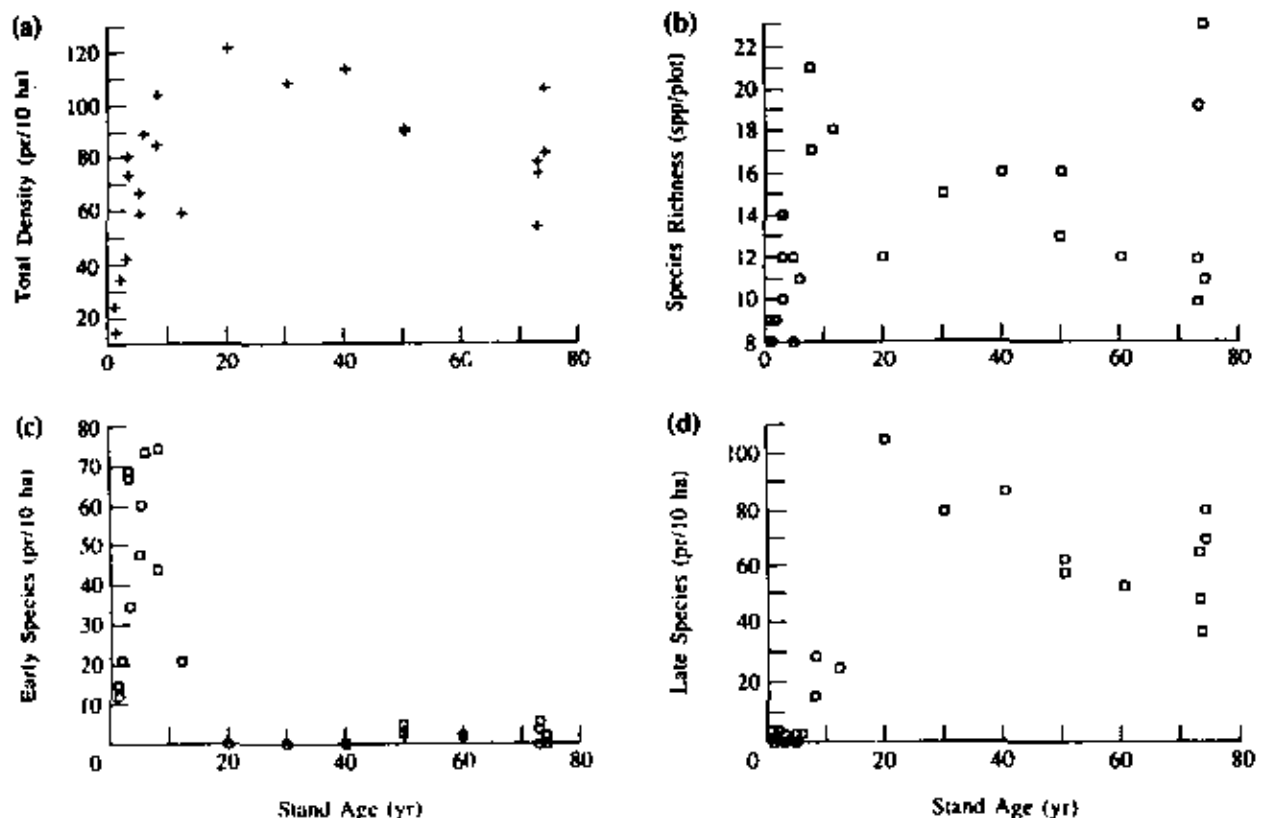 (a)
Total Density (pr/10 ha)
120
100
80
60
40
20
0 20 40 60 80
(b)
Species Richness (spp/plot)
22
20
18
16
14
12
10
8
0 20 40 60 80
(c)
Early Species (pr/10 ha)
80
70
60
50
40
30
20
10
0 20 40 60 80
Stand Age (yr)
(d)
Late Species (pr/10 ha)
100
80
60
40
20
0 20 40 60 80
Stand Age (yr)